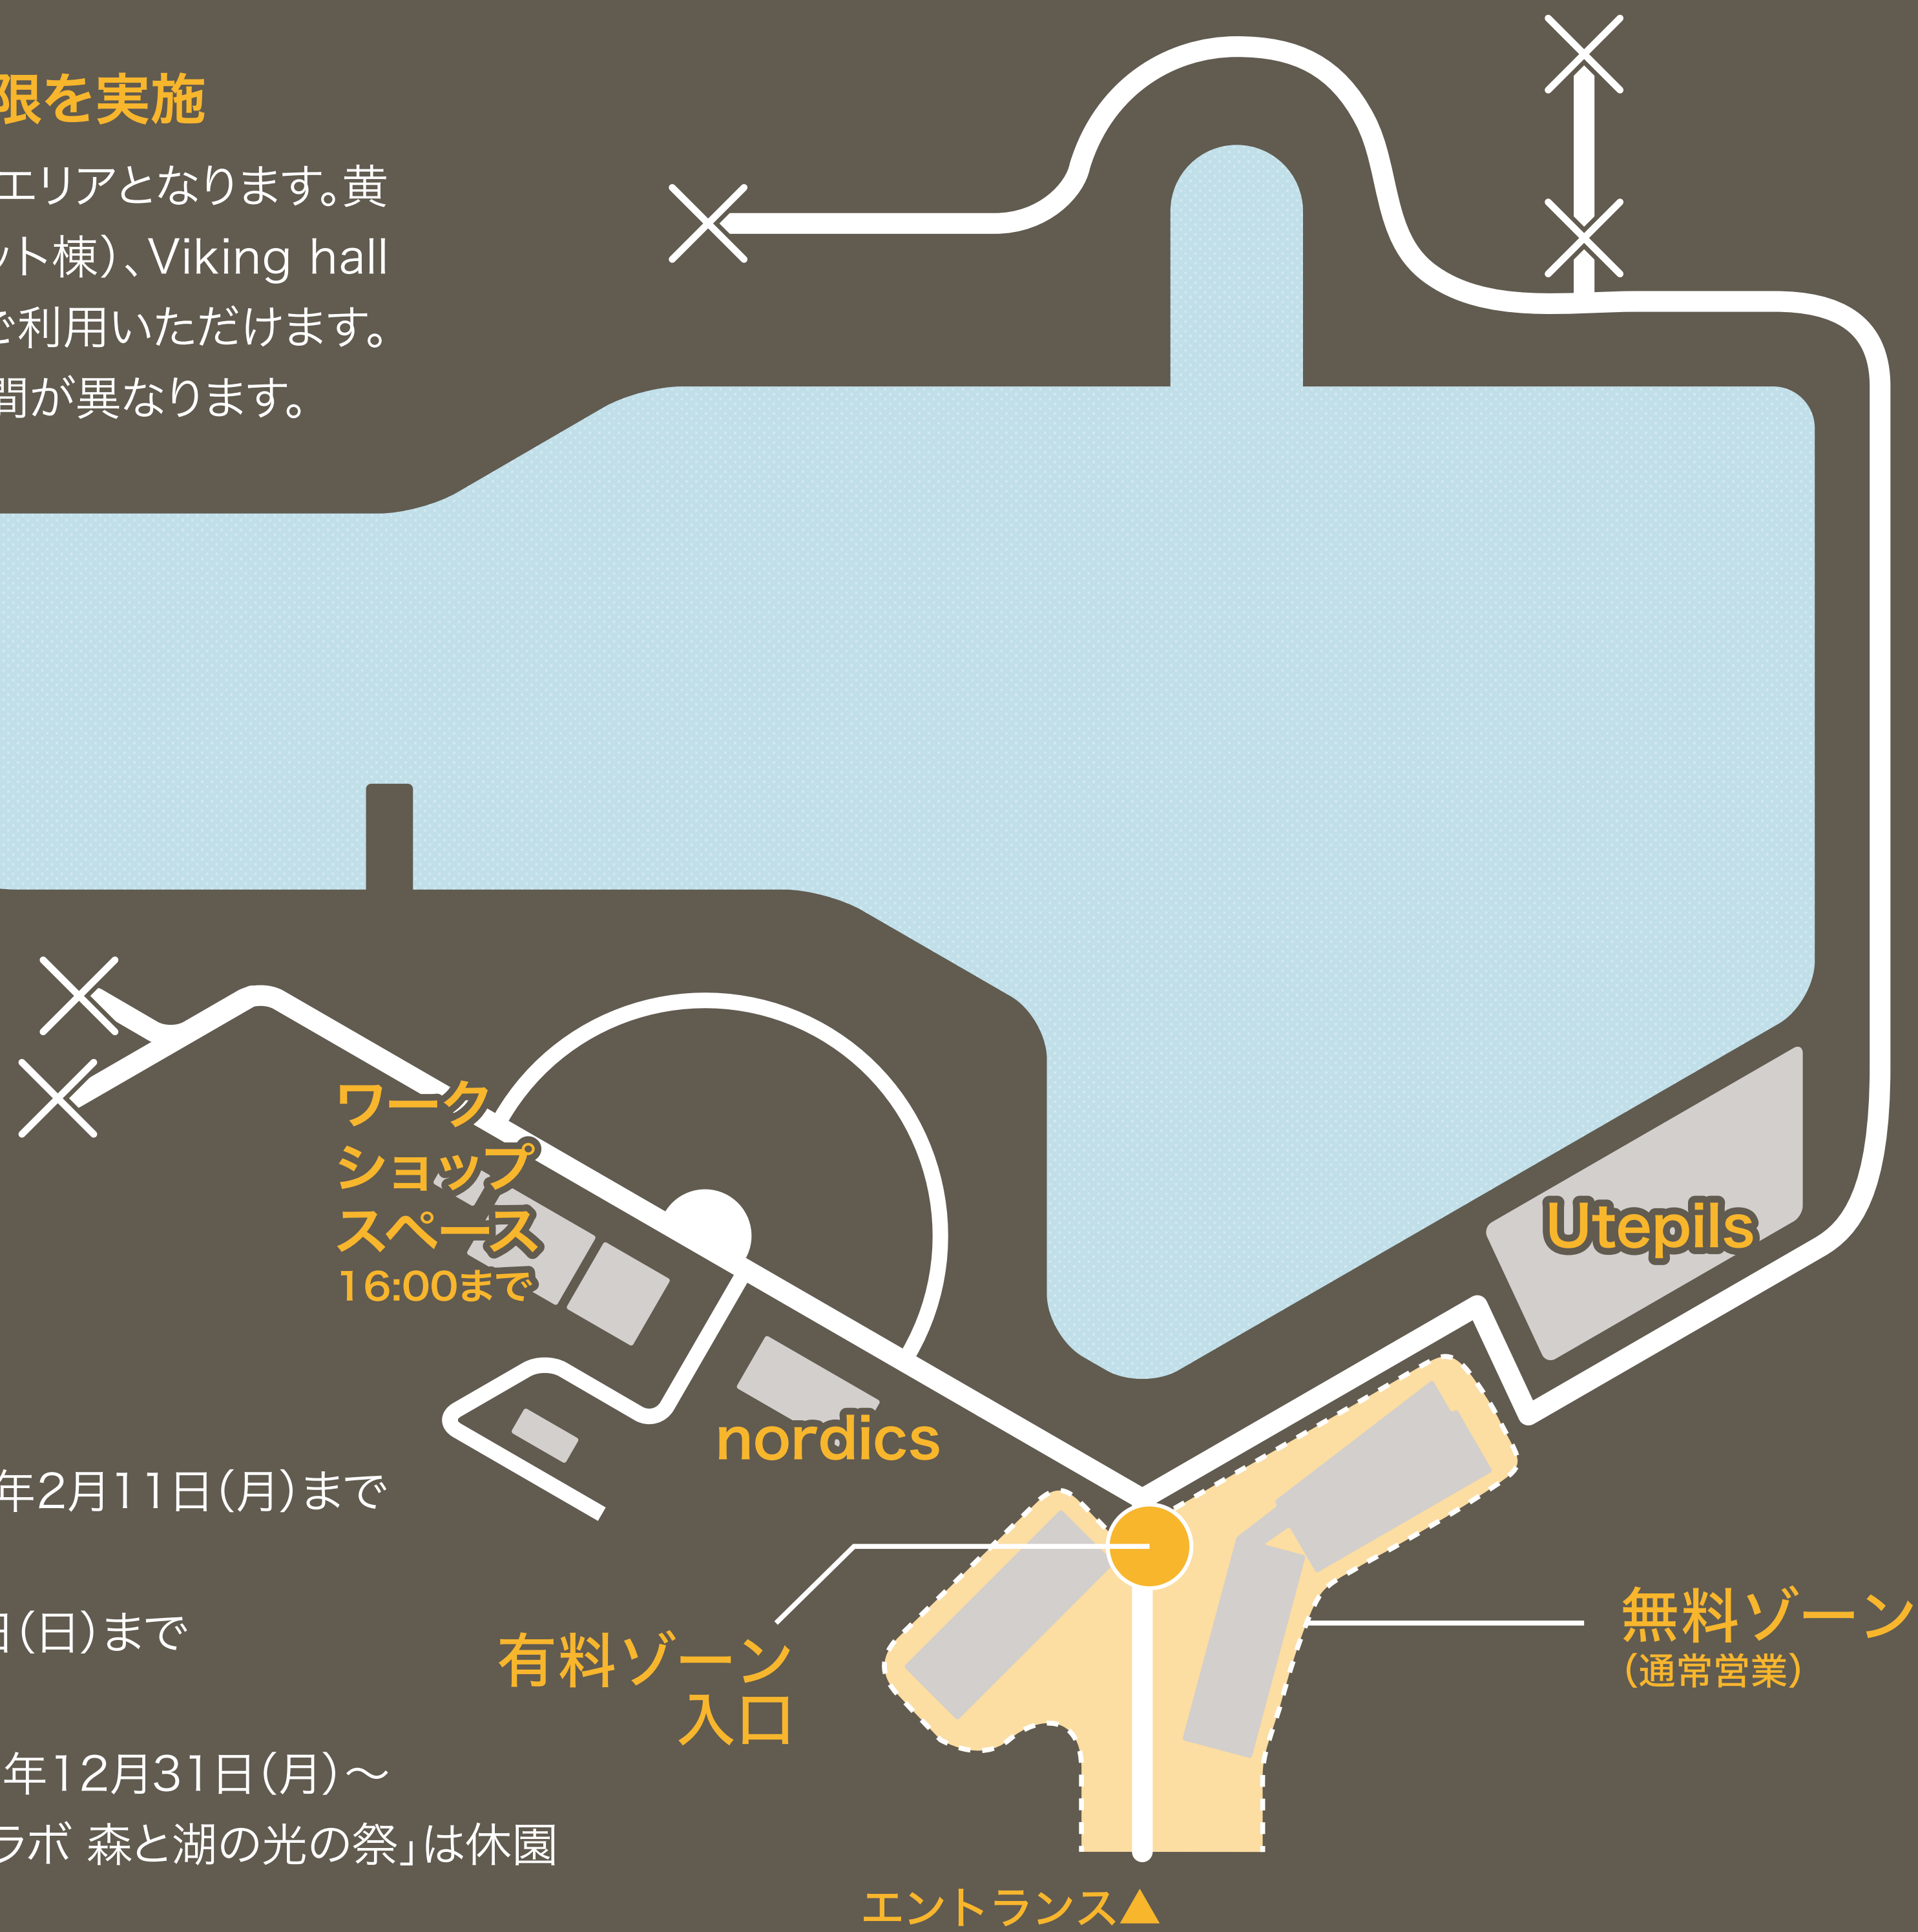 限を実施
エリアとなります。黄
ット棟)、Viking hall
ご利用いただけます。
間が異なります。
ワーク
ショップ
スペース
16:00まで
Utepils
nordics
年2月11日(月)まで
日(日)まで
有料ゾーン
入口
無料ゾーン
(通常営業)
年12月31日(月)〜
ラボ 森と湖の光の祭」は休園
エントランス▲